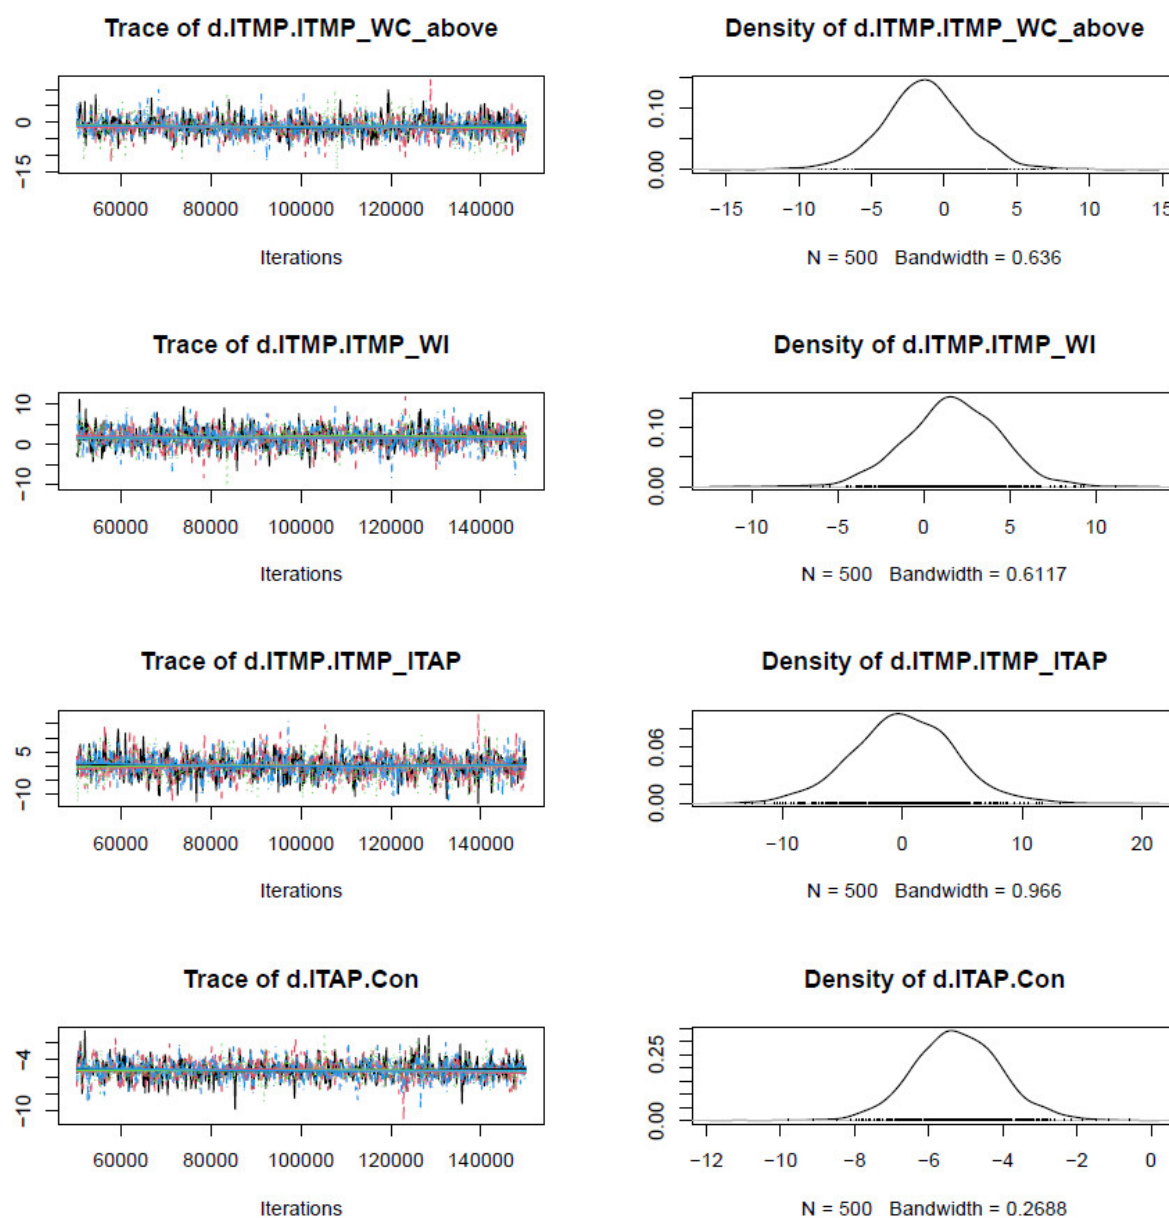 Trace of d.ITMP.ITMP_WC_above
0
−15
60000 80000 100000 120000 140000
Iterations
Density of d.ITMP.ITMP_WC_above
0.10
0.00
−15 −10 −5 0 5 10 15
N = 500 Bandwidth = 0.636
Trace of d.ITMP.ITMP_WI
10
0
−10
60000 80000 100000 120000 140000
Iterations
Density of d.ITMP.ITMP_WI
0.10
0.00
−10 −5 0 5 10
N = 500 Bandwidth = 0.6117
Trace of d.ITMP.ITMP_ITAP
5
−10
60000 80000 100000 120000 140000
Iterations
Density of d.ITMP.ITMP_ITAP
0.06
0.00
−10 0 10 20
N = 500 Bandwidth = 0.966
Trace of d.ITAP.Con
−4
−10
60000 80000 100000 120000 140000
Iterations
Density of d.ITAP.Con
0.25
0.00
−12 −10 −8 −6 −4 −2 0
N = 500 Bandwidth = 0.2688